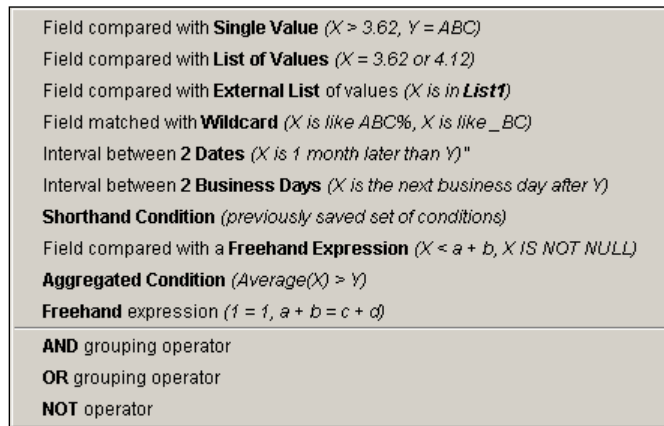 Field compared with Single Value (X > 3.62, Y = ABC)
Field compared with List of Values (X = 3.62 or 4.12)
Field compared with External List of values (X is in List1)
Field matched with Wildcard (X is like ABC%, X is like _BC)
Interval between 2 Dates (X is 1 month later than Y)"
Interval between 2 Business Days (X is the next business day after Y)
Shorthand Condition (previously saved set of conditions)
Field compared with a Freehand Expression (X < a + b, X IS NOT NULL)
Aggregated Condition (Average(X) > Y)
Freehand expression (1 = 1, a + b = c + d)
AND grouping operator
OR grouping operator
NOT operator